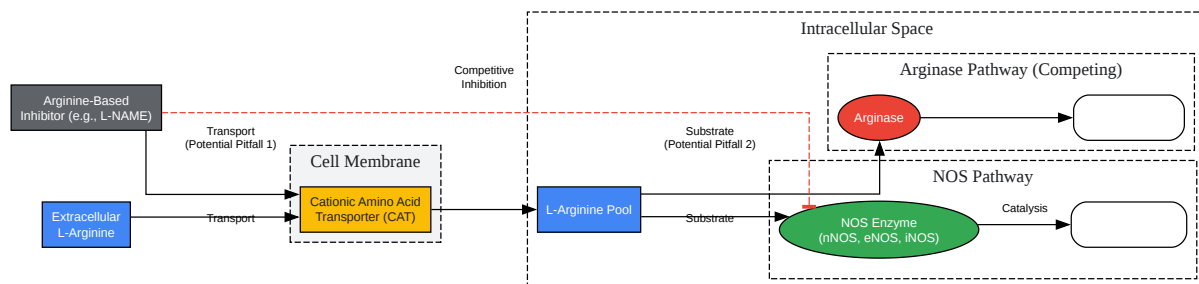 Intracellular Space
Arginase Pathway (Competing)
Competitive
Inhibition
Arginine-Based
Inhibitor (e.g., L-NAME)
Arginase
Transport
(Potential Pitfall 1)
Substrate
(Potential Pitfall 2)
Cell Membrane
NOS Pathway
Cationic Amino Acid
Transporter (CAT)
Extracellular
L-Arginine
Transport
L-Arginine Pool
Substrate
NOS Enzyme
(nNOS, eNOS, iNOS)
Catalysis